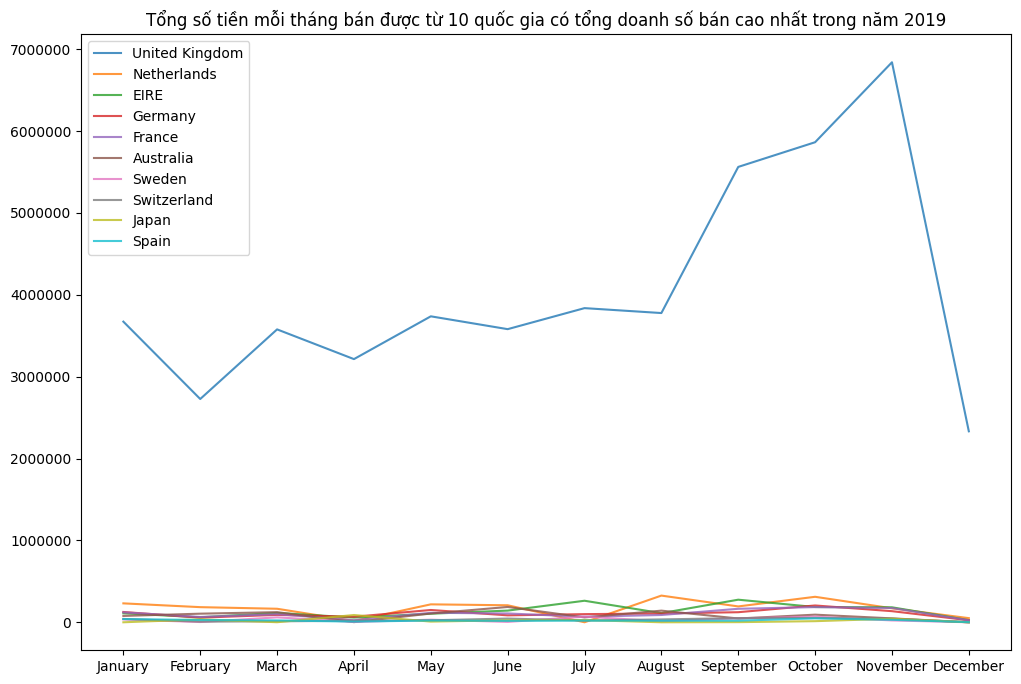 Tổng số tiền mỗi tháng bán được từ 10 quốc gia có tổng doanh số bán cao nhất trong năm 2019
United Kingdom
Netherlands
EIRE
Germany
France
Australia
Sweden
Switzerland
Japan
Spain
7000000
6000000
5000000
4000000
3000000
2000000
1000000
0
January February March April May June July August September October November December